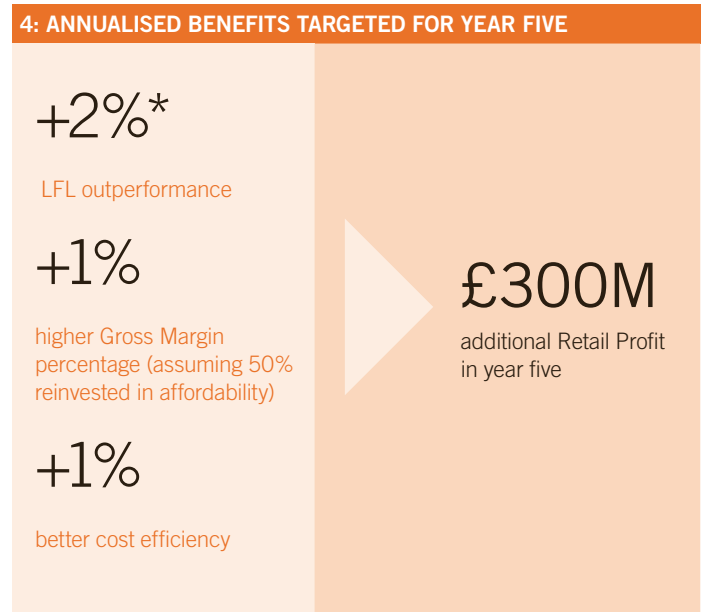 4: ANNUALISED BENEFITS TARGETED FOR YEAR FIVE
+2%*
LFL outperformance
+1%
higher Gross Margin
percentage (assuming 50%
reinvested in affordability)
+1%
better cost efficiency
£300M
additional Retail Profit
in year five